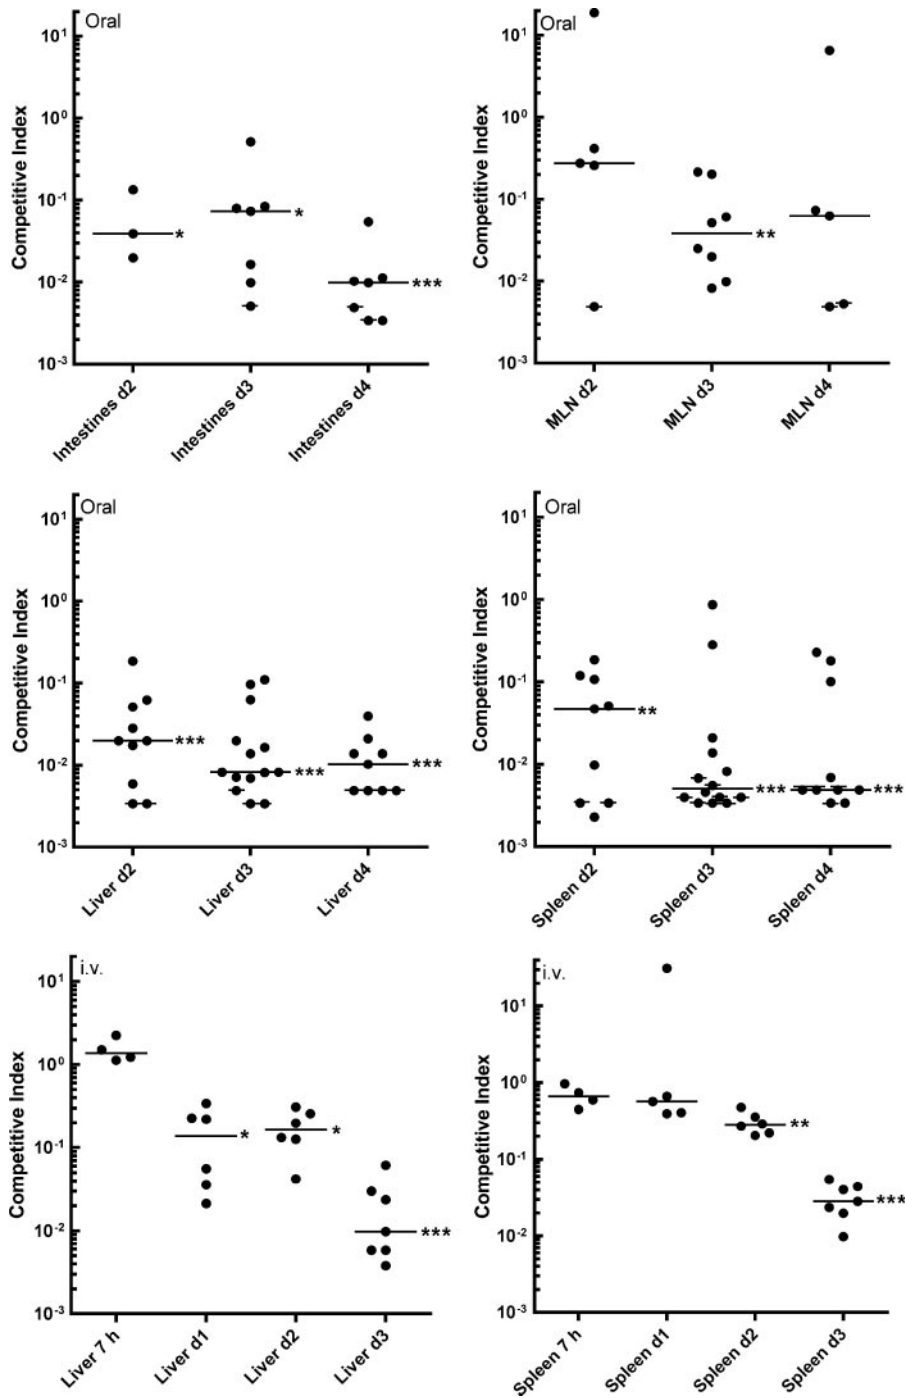 Oral
Competitive Index
10¹
10⁰
10⁻¹
10⁻²
10⁻³
*
*
***
Intestines d2
Intestines d3
Intestines d4
Oral
Competitive Index
10¹
10⁰
10⁻¹
10⁻²
10⁻³
**
MLN d2
MLN d3
MLN d4
Oral
Competitive Index
10¹
10⁰
10⁻¹
10⁻²
10⁻³
***
***
***
Liver d2
Liver d3
Liver d4
Oral
Competitive Index
10¹
10⁰
10⁻¹
10⁻²
10⁻³
**
***
***
Spleen d2
Spleen d3
Spleen d4
i.v.
Competitive Index
10¹
10⁰
10⁻¹
10⁻²
10⁻³
*
*
***
Liver 7 h
Liver d1
Liver d2
Liver d3
i.v.
Competitive Index
10¹
10⁰
10⁻¹
10⁻²
10⁻³
**
***
Spleen 7 h
Spleen d1
Spleen d2
Spleen d3